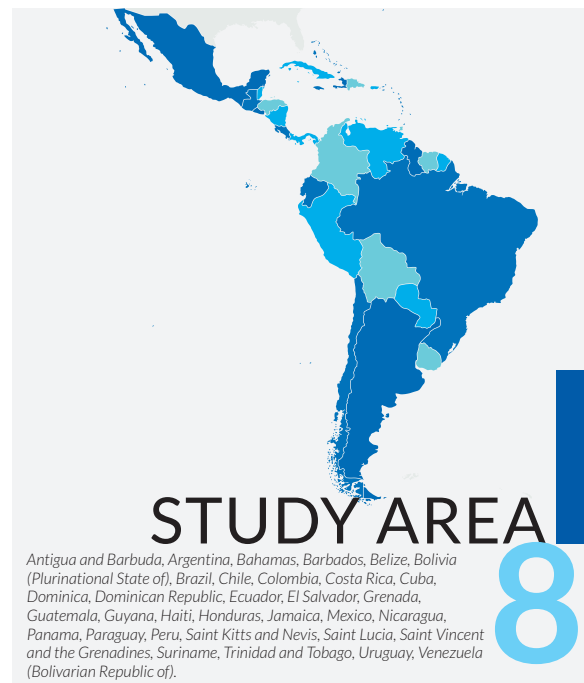 STUDY AREA
8
Antigua and Barbuda, Argentina, Bahamas, Barbados, Belize, Bolivia
(Plurinational State of), Brazil, Chile, Colombia, Costa Rica, Cuba,
Dominica, Dominican Republic, Ecuador, El Salvador, Grenada,
Guatemala, Guyana, Haiti, Honduras, Jamaica, Mexico, Nicaragua,
Panama, Paraguay, Peru, Saint Kitts and Nevis, Saint Lucia, Saint Vincent
and the Grenadines, Suriname, Trinidad and Tobago, Uruguay, Venezuela
(Bolivarian Republic of).